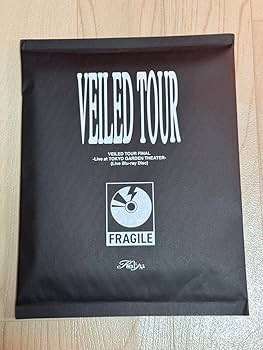 VEILED TOUR
VEILED TOUR FINAL
-Live at TOKYO GARDEN THEATER-
(Live Blu-ray Disc)
FRAGILE